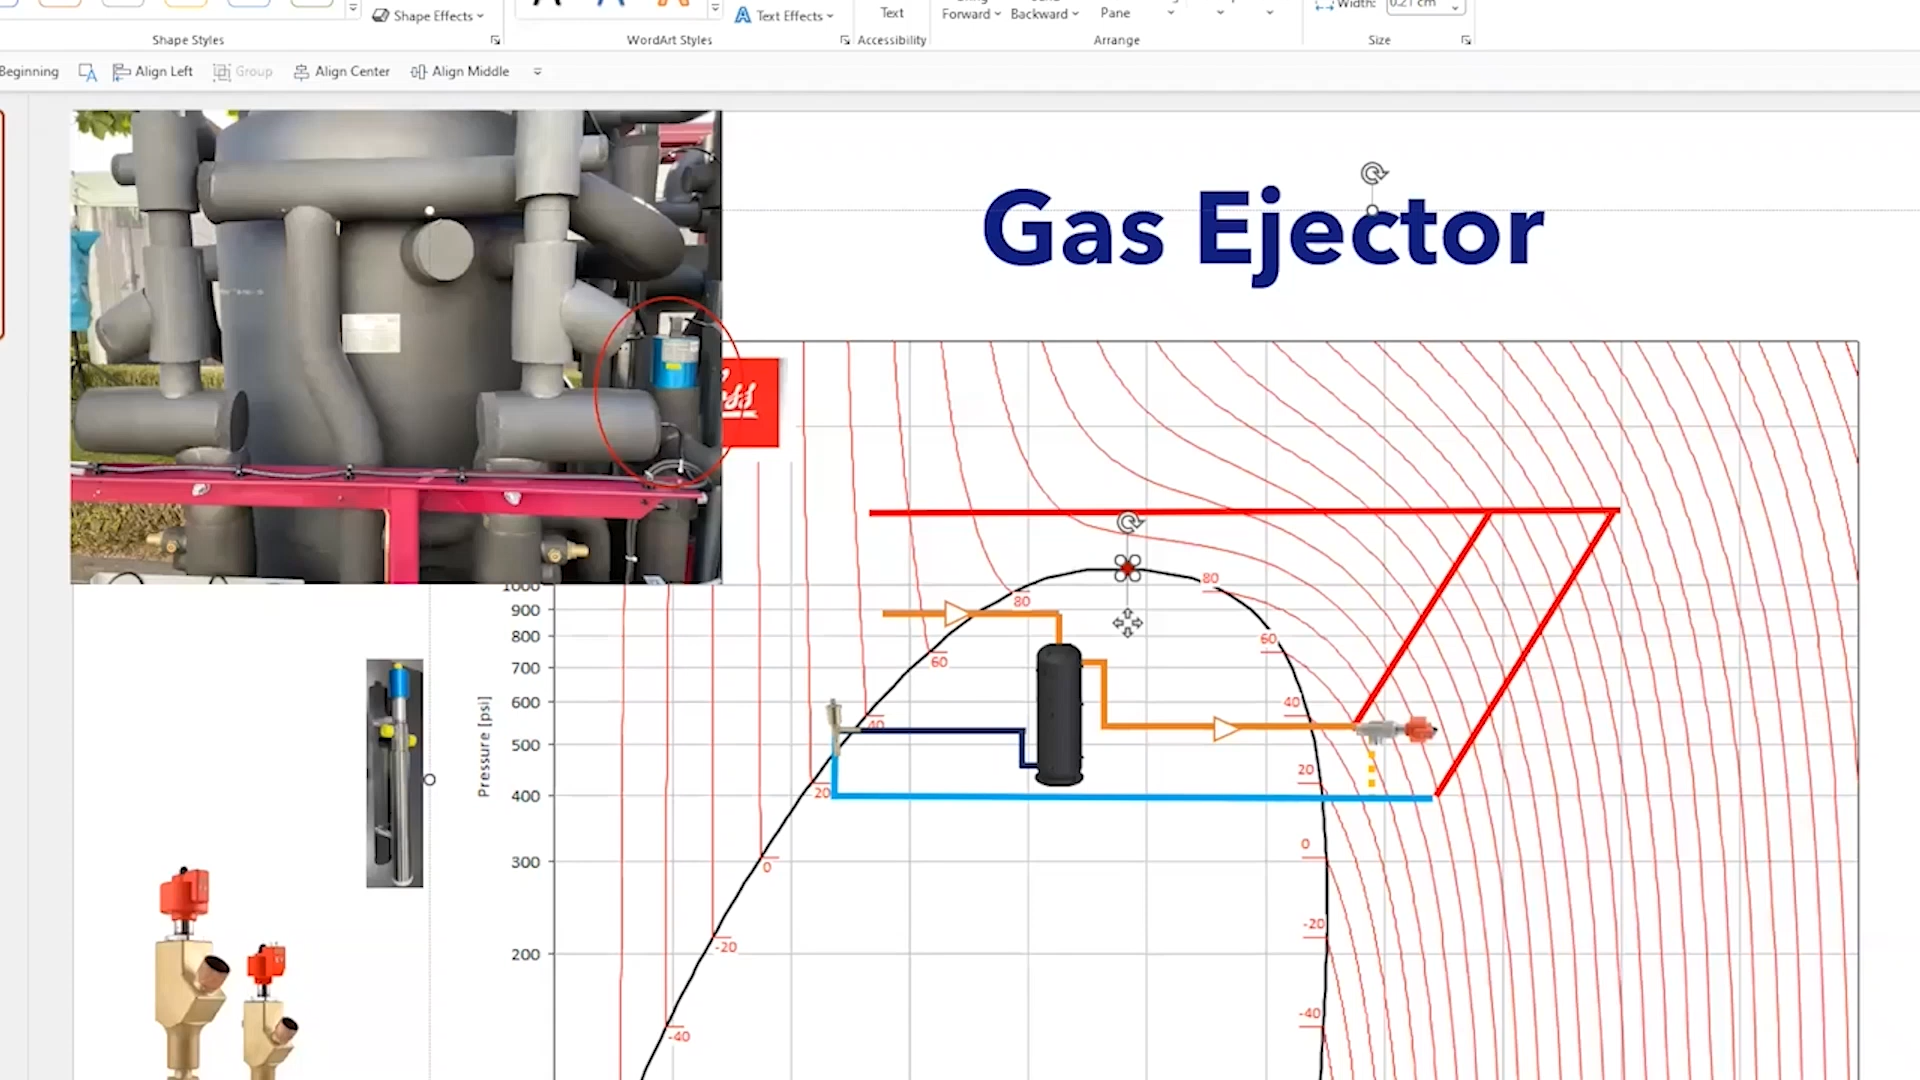 Shape Effects
Text Effects
Text
Forward
Backward
Pane
Width:
0.21 cm
Shape Styles
WordArt Styles
Accessibility
Arrange
Size
Beginning
Align Left
Group
Align Center
Align Middle
Gas Ejector
1000
900
800
700
600
500
400
300
200
Pressure [psi]
80
60
40
20
0
-20
-40
80
60
40
20
0
-20
-40